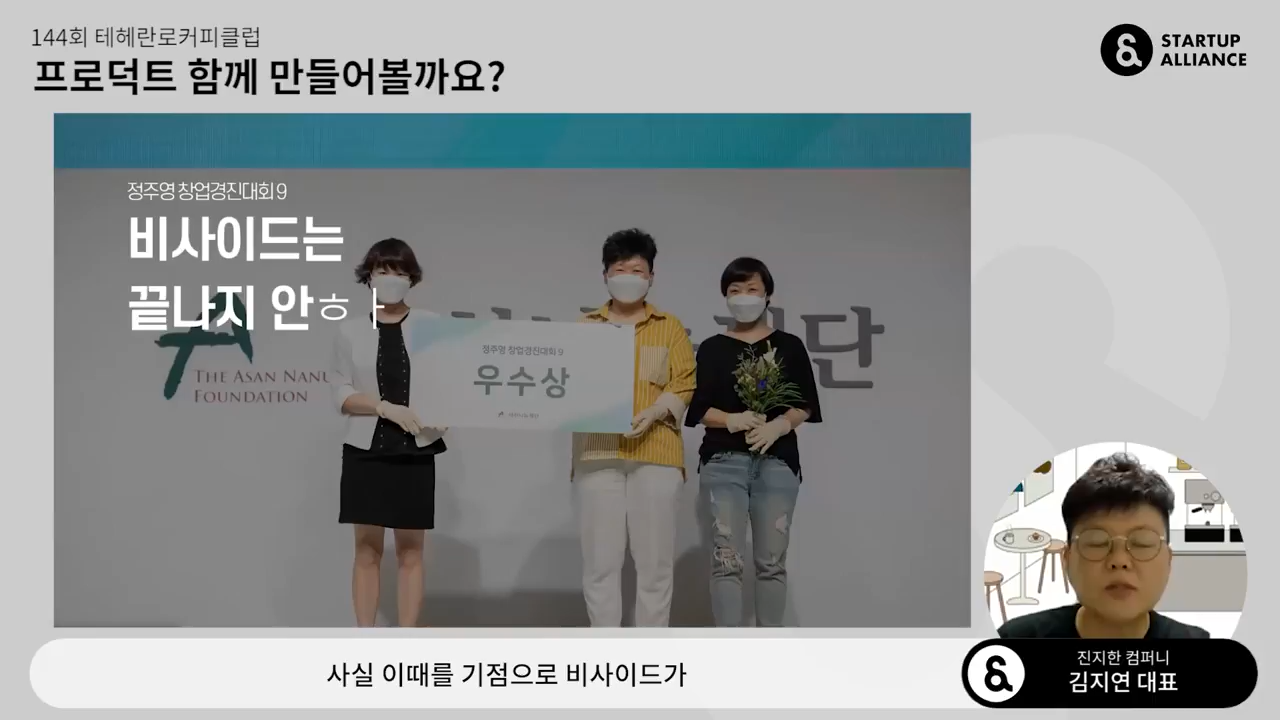 144회 테헤란로커피클럽
프로덕트 함께 만들어볼까요?
STARTUP
ALLIANCE
정주영 창업경진대회 9
비사이드는
끝나지 안ㅎㅏ
THE ASAN NANU
FOUNDATION
단
정주영 창업경진대회 9
우수상
사실 이때를 기점으로 비사이드가
진지한 컴퍼니
김지연 대표